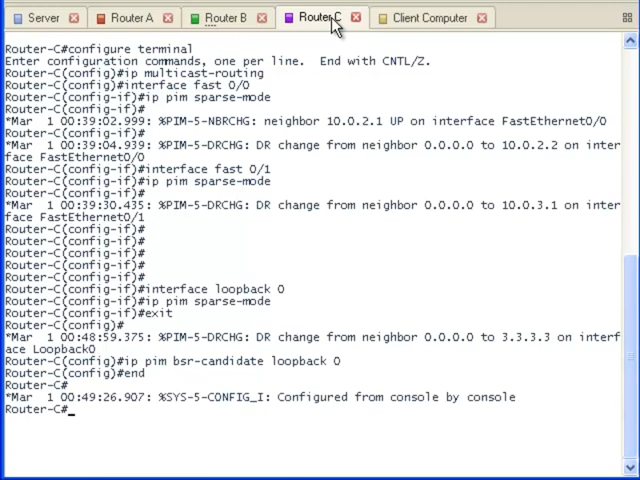 Server Router A Router B Router C Client Computer
Router-C#configure terminal
Enter configuration commands, one per line.  End with CNTL/Z.
Router-C(config)#ip multicast-routing
Router-C(config)#interface fast 0/0
Router-C(config-if)#ip pim sparse-mode
Router-C(config-if)#
*Mar  1 00:39:02.999: %PIM-5-NBRCHG: neighbor 10.0.2.1 UP on interface FastEthernet0/0
Router-C(config-if)#
*Mar  1 00:39:04.939: %PIM-5-DRCHG: DR change from neighbor 0.0.0.0 to 10.0.2.2 on inter
face FastEthernet0/0
Router-C(config-if)#interface fast 0/1
Router-C(config-if)#ip pim sparse-mode
Router-C(config-if)#
*Mar  1 00:39:30.435: %PIM-5-DRCHG: DR change from neighbor 0.0.0.0 to 10.0.3.1 on inter
face FastEthernet0/1
Router-C(config-if)#
Router-C(config-if)#
Router-C(config-if)#
Router-C(config-if)#
Router-C(config-if)#
Router-C(config-if)#interface loopback 0
Router-C(config-if)#ip pim sparse-mode
Router-C(config-if)#exit
Router-C(config)#
*Mar  1 00:48:59.375: %PIM-5-DRCHG: DR change from neighbor 0.0.0.0 to 3.3.3.3 on interf
ace Loopback0
Router-C(config)#ip pim bsr-candidate loopback 0
Router-C(config)#end
Router-C#
*Mar  1 00:49:26.907: %SYS-5-CONFIG_I: Configured from console by console
Router-C#_